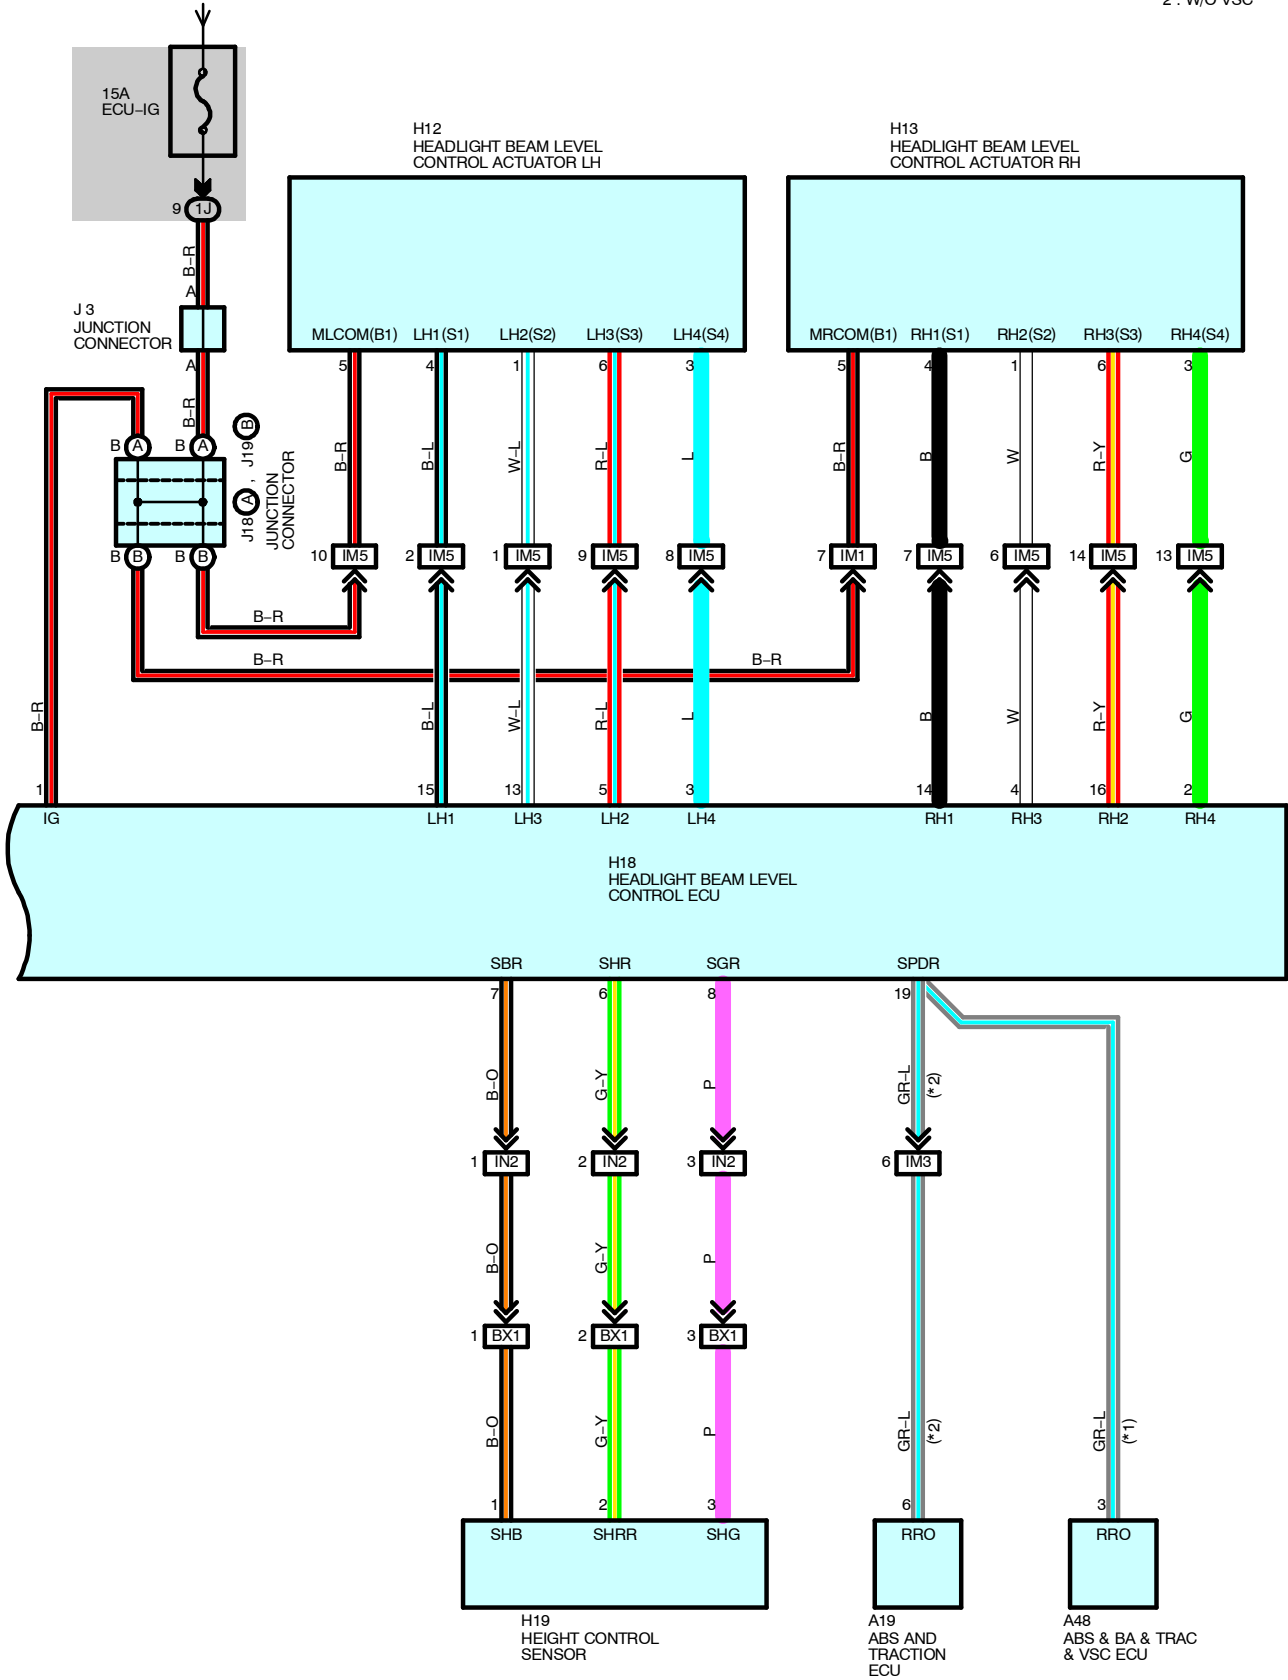 2 : W/O VSC
15A
ECU-IG
9 1J
B-R
A
J 3
JUNCTION
CONNECTOR
A
B-R
B A B A
J18 A , J19 B
JUNCTION
CONNECTOR
B B B B
H12
HEADLIGHT BEAM LEVEL
CONTROL ACTUATOR LH
H13
HEADLIGHT BEAM LEVEL
CONTROL ACTUATOR RH
MLCOM(B1) LH1(S1) LH2(S2) LH3(S3) LH4(S4) MRCOM(B1) RH1(S1) RH2(S2) RH3(S3) RH4(S4)
5 4 1 6 3 5 4 1 6 3
B-R B-L W-L R-L L B-R B W R-Y G
10 IM5 2 IM5 1 IM5 9 IM5 8 IM5 7 IM1 7 IM5 6 IM5 14 IM5 13 IM5
B-R
B-R B-R
B-R B-L W-L R-L L B W R-Y G
1 15 13 5 3 14 4 16 2
IG LH1 LH3 LH2 LH4 RH1 RH3 RH2 RH4
H18
HEADLIGHT BEAM LEVEL
CONTROL ECU
SBR SHR SGR SPDR
7 6 8 19
B-O G-Y P GR-L (*2)
1 IN2 2 IN2 3 IN2 6 IM3
B-O G-Y P
1 BX1 2 BX1 3 BX1
B-O G-Y P GR-L (*2) GR-L (*1)
1 2 3 6 3
SHB SHRR SHG RRO RRO
H19
HEIGHT CONTROL
SENSOR
A19
ABS AND
TRACTION
ECU
A48
ABS & BA & TRAC
& VSC ECU